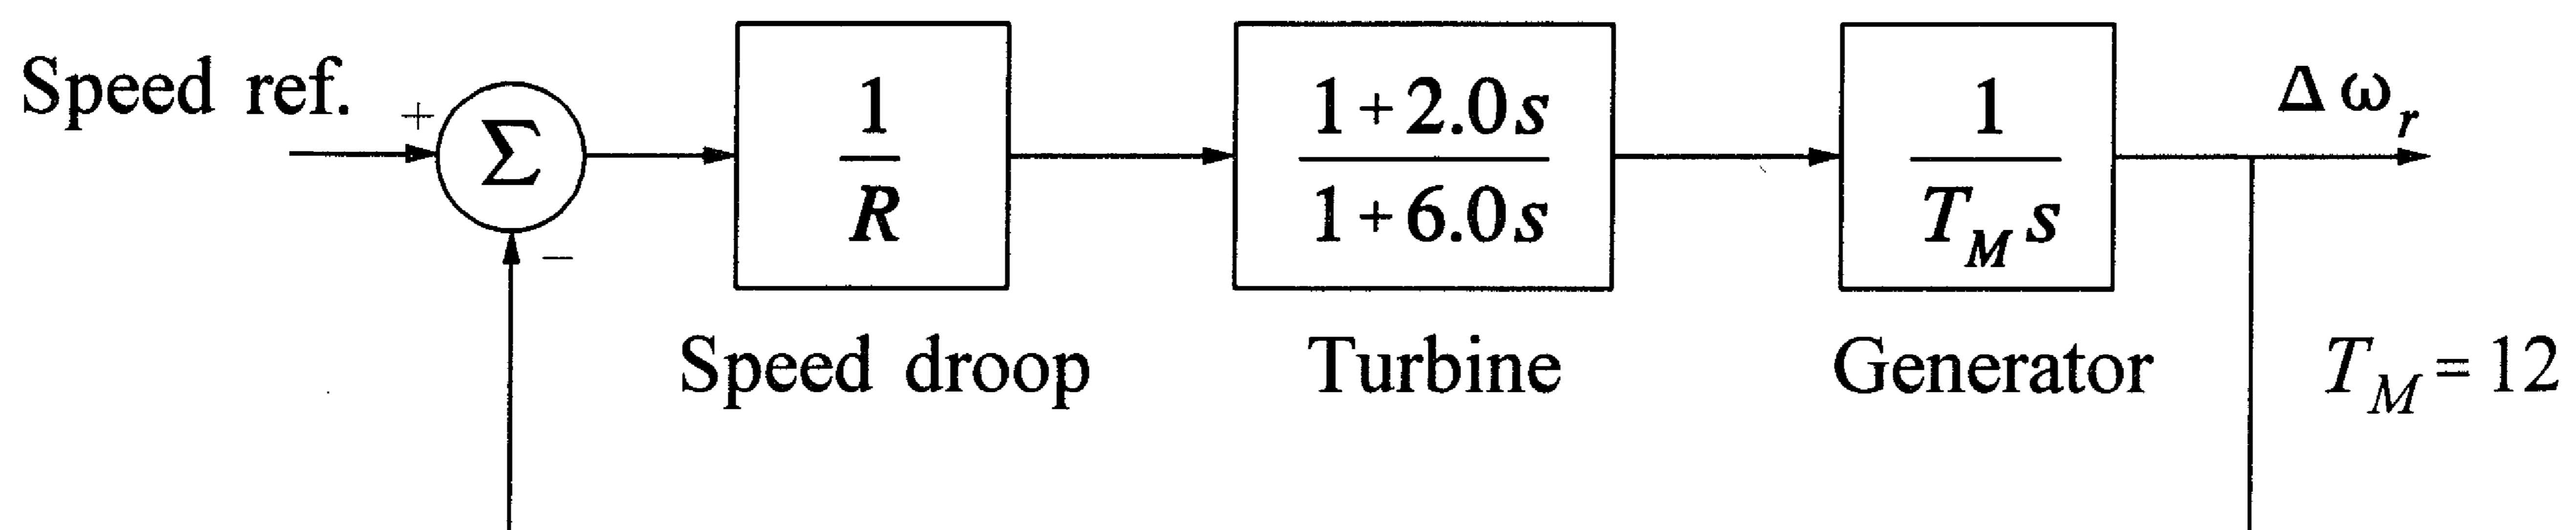 Speed ref.
+
Σ
−
1
R
1+2.0s
1+6.0s
1
T_M s
Δω_r
Speed droop
Turbine
Generator
T_M = 12